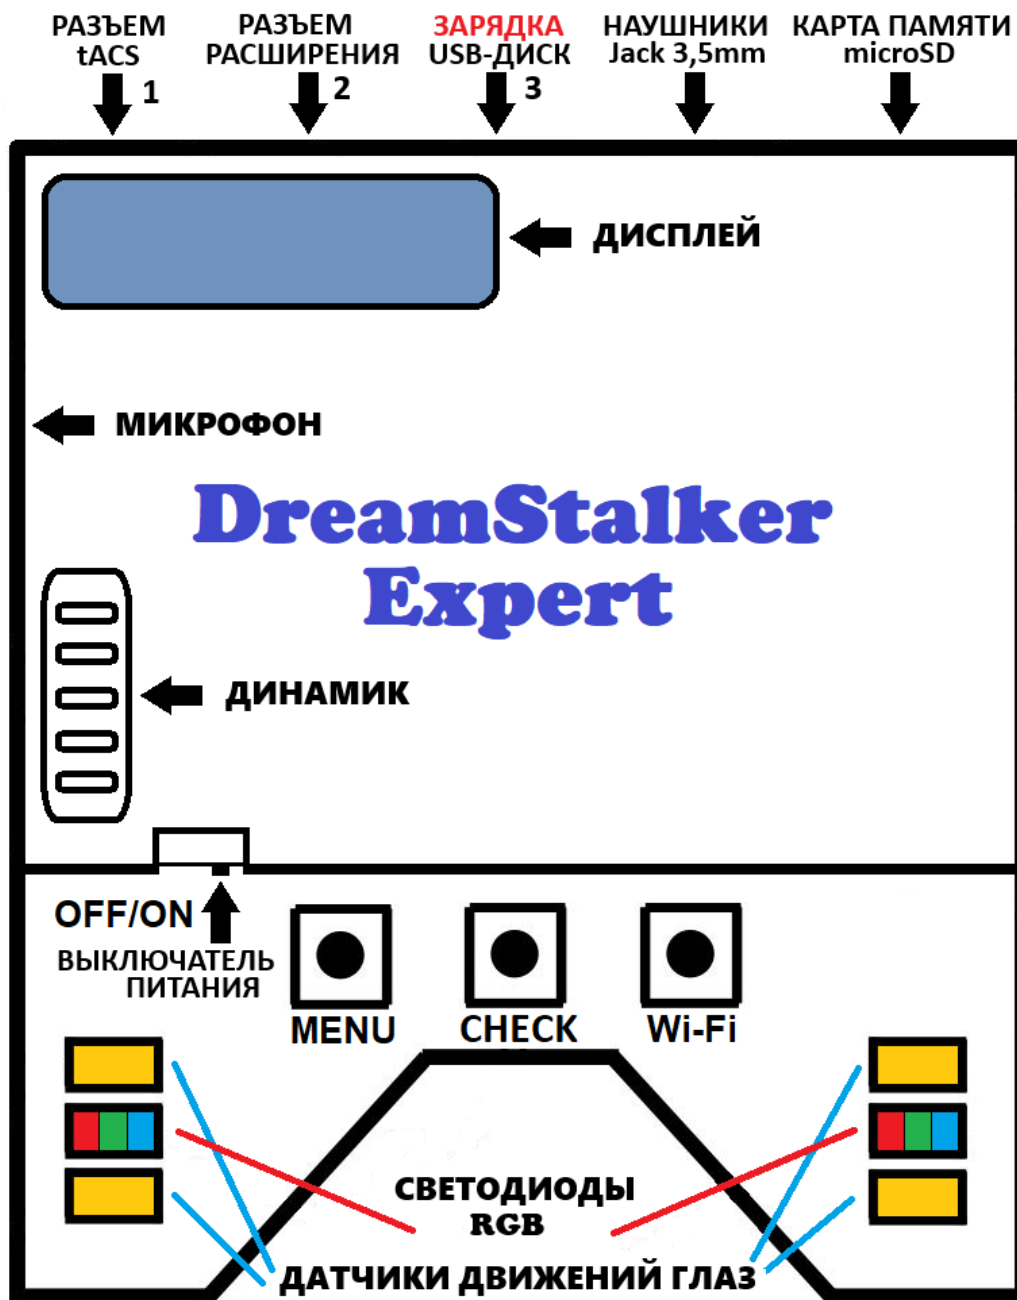 РАЗЪЕМ
tACS
1
РАЗЪЕМ
РАСШИРЕНИЯ
2
ЗАРЯДКА
USB-ДИСК
3
НАУШНИКИ
Jack 3,5mm
КАРТА ПАМЯТИ
microSD
ДИСПЛЕЙ
МИКРОФОН
DreamStalker
Expert
ДИНАМИК
OFF/ON
ВЫКЛЮЧАТЕЛЬ
ПИТАНИЯ
MENU
CHECK
Wi-Fi
СВЕТОДИОДЫ
RGB
ДАТЧИКИ ДВИЖЕНИЙ ГЛАЗ